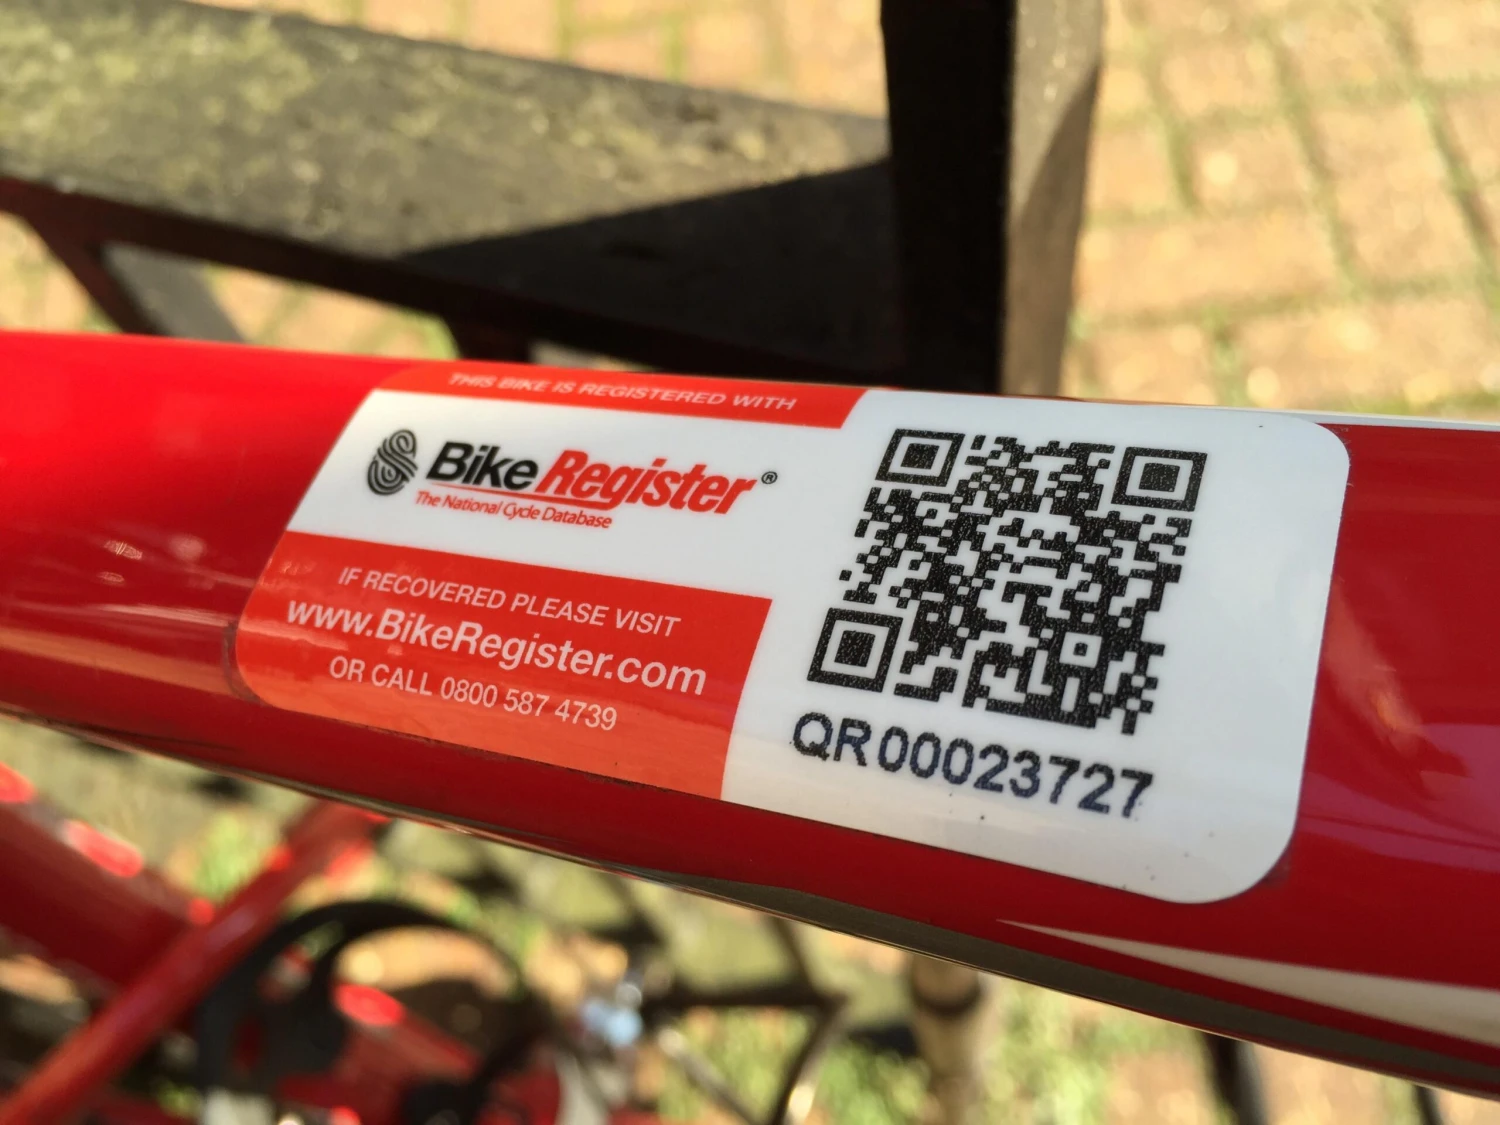 THIS BIKE IS REGISTERED WITH
BikeRegister®
The National Cycle Database
IF RECOVERED PLEASE VISIT
www.BikeRegister.com
OR CALL 0800 587 4739
QR00023727